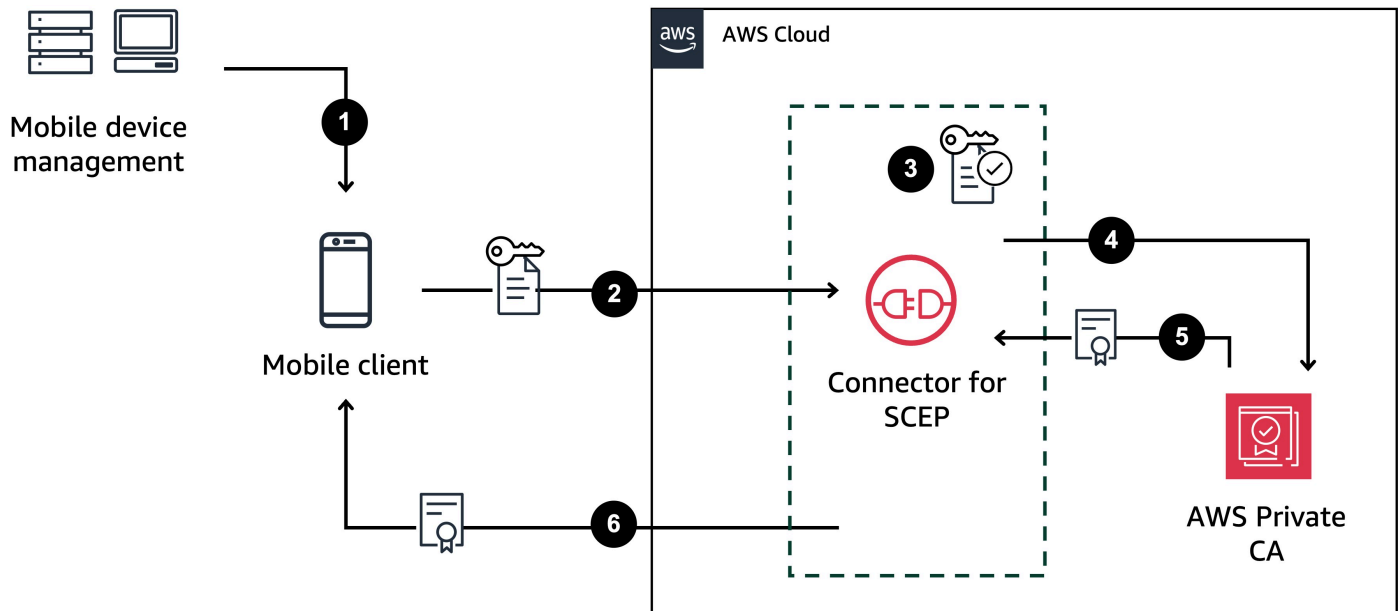 aws
AWS Cloud
Mobile device
management
1
3
4
2
5
Mobile client
Connector for
SCEP
6
AWS Private
CA